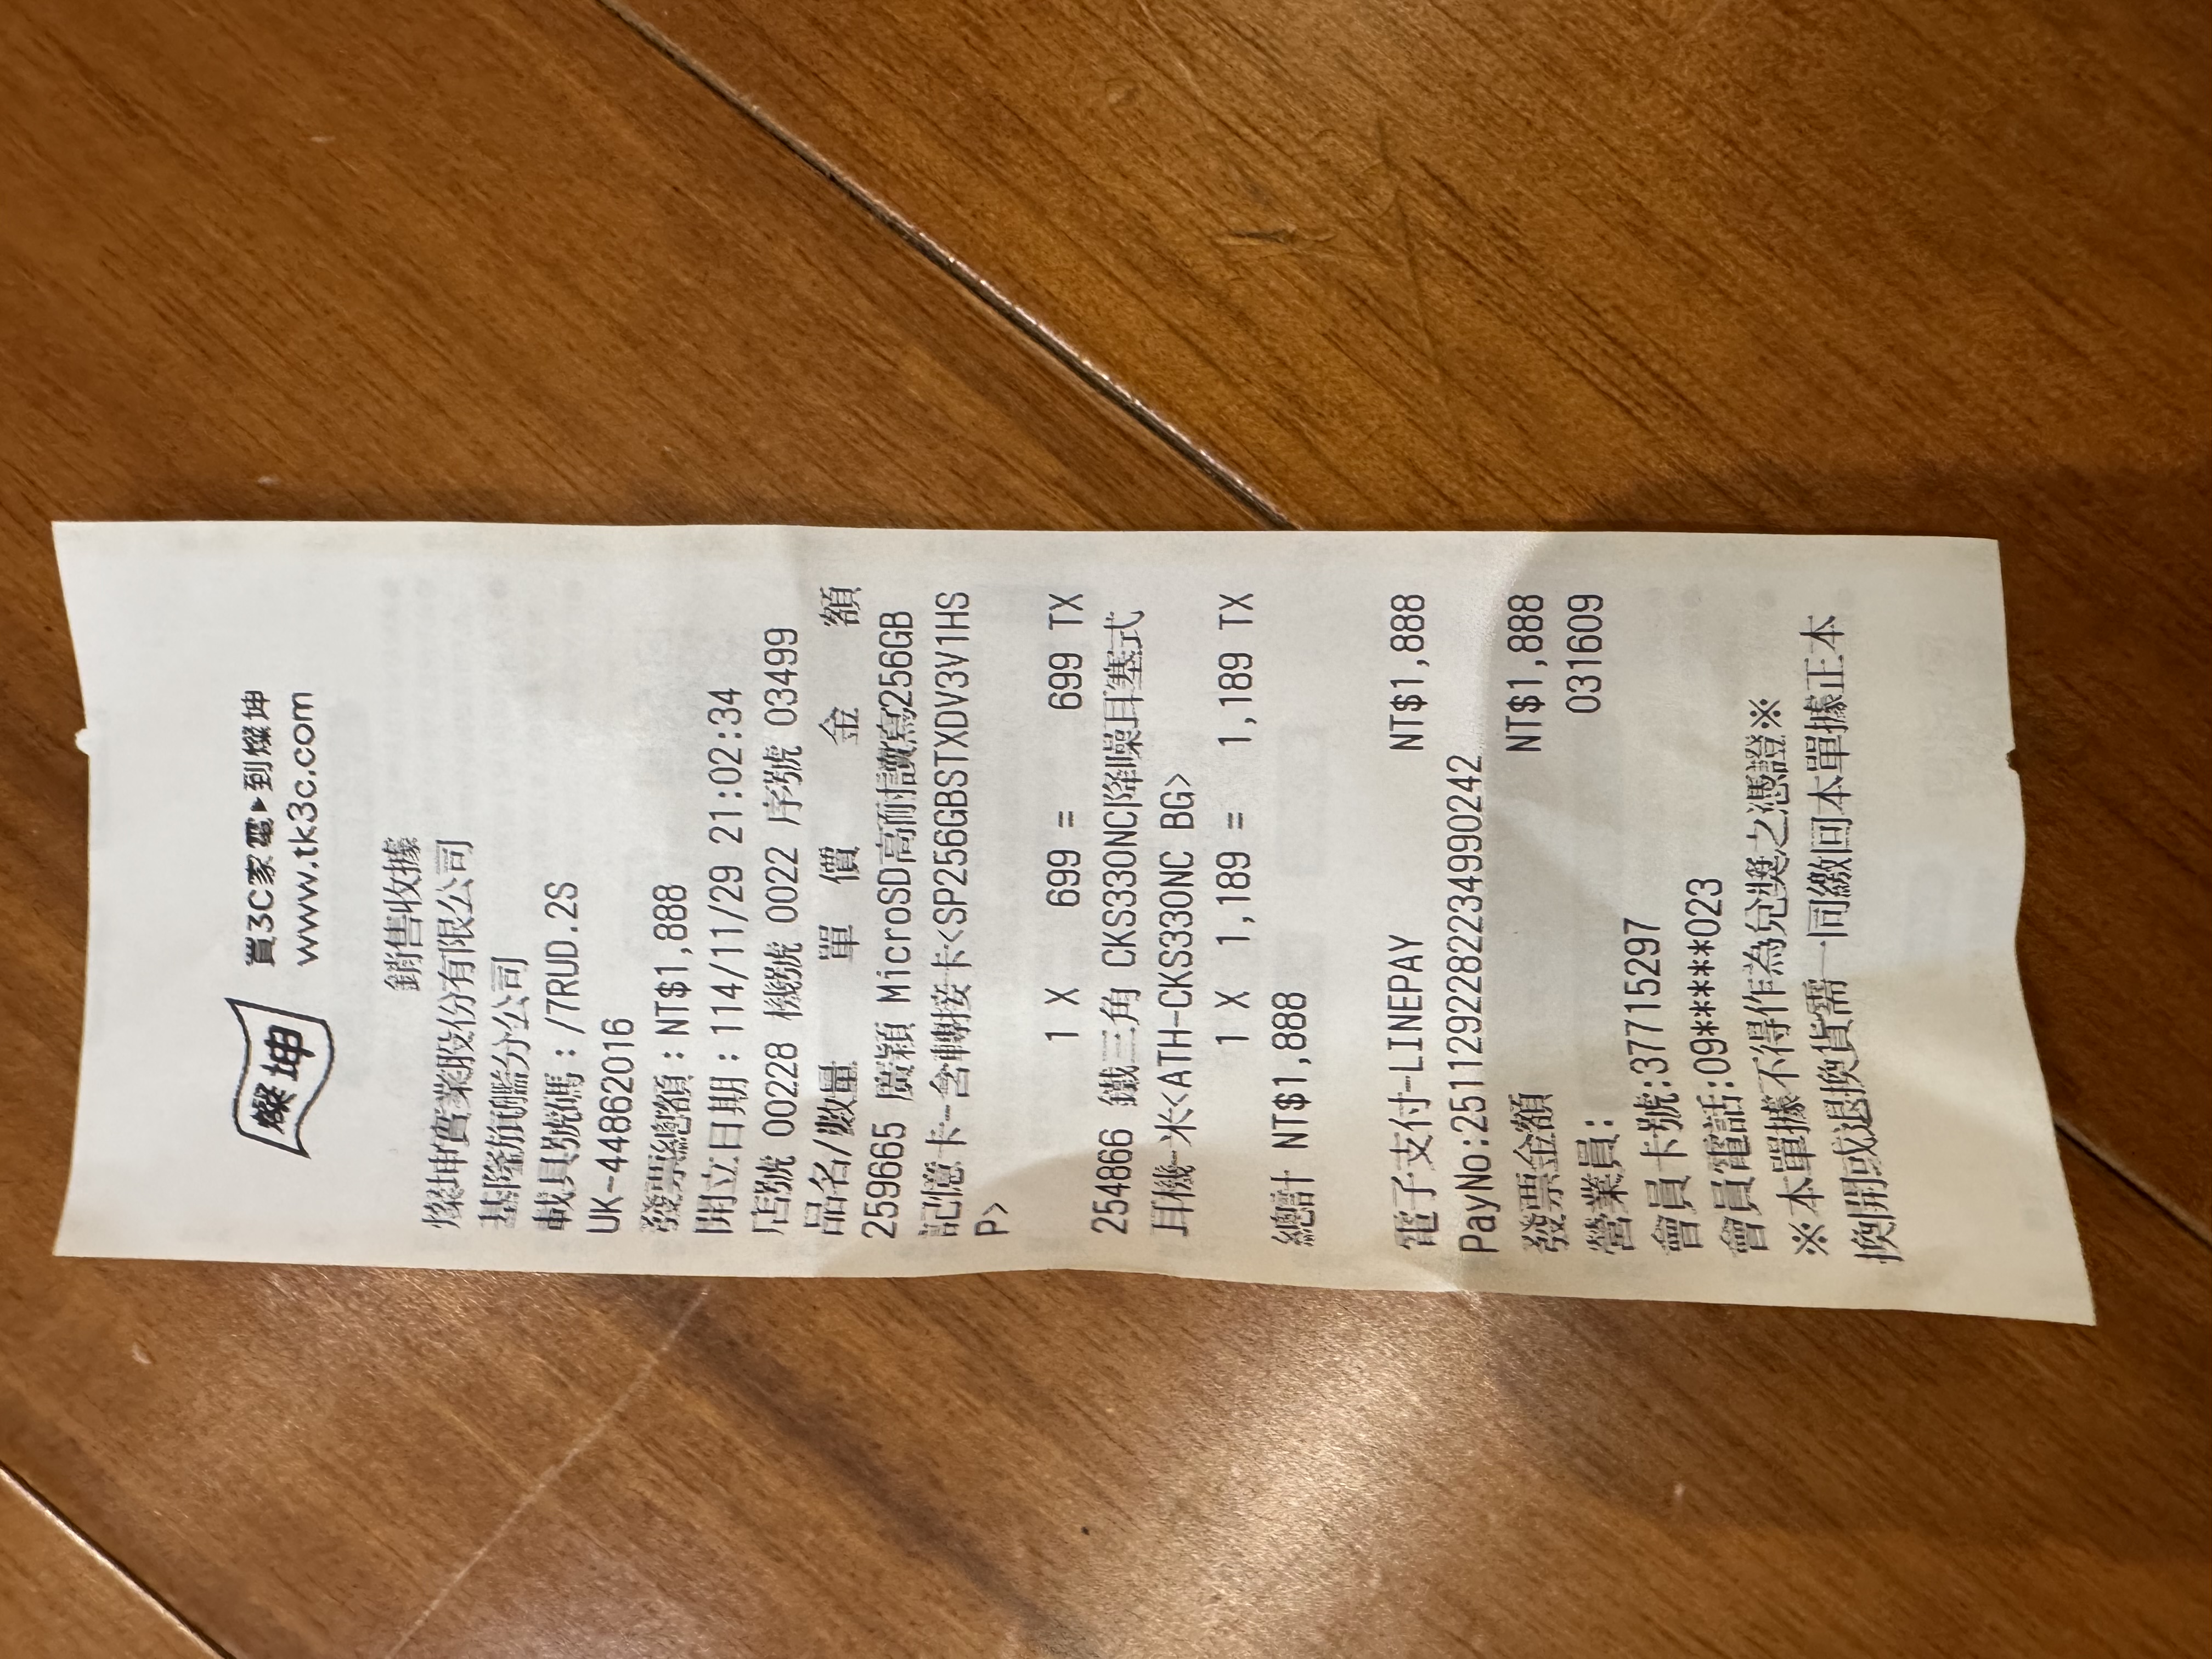 燦坤
買3C家電▶到燦坤
www.tk3c.com
銷售收據
燦坤實業股份有限公司
基隆旗艦分公司
載具號碼：/7RUD.2S
UK-44862016
發票總額：NT$1,888
開立日期：114/11/29 21:02:34
店號 00228 機號 0022 序號 03499
品名/數量 單 價 金 額
259665 廣穎 MicroSD高耐讀寫256GB
記憶卡-含轉接卡<SP256GBSTXDV3V1HS
P>
1 X 699 = 699 TX
254866 鐵三角 CKS330NC降噪耳塞式
耳機-米<ATH-CKS330NC BG>
1 X 1,189 = 1,189 TX
總計 NT$1,888
電子支付-LINEPAY NT$1,888
PayNo:25112922822349990242
發票金額 NT$1,888
營業員： 031609
會員卡號:37715297
會員電話:09*****023
※本單據不得作為兌獎之憑證※
換開或退換貨需一同繳回本單據正本